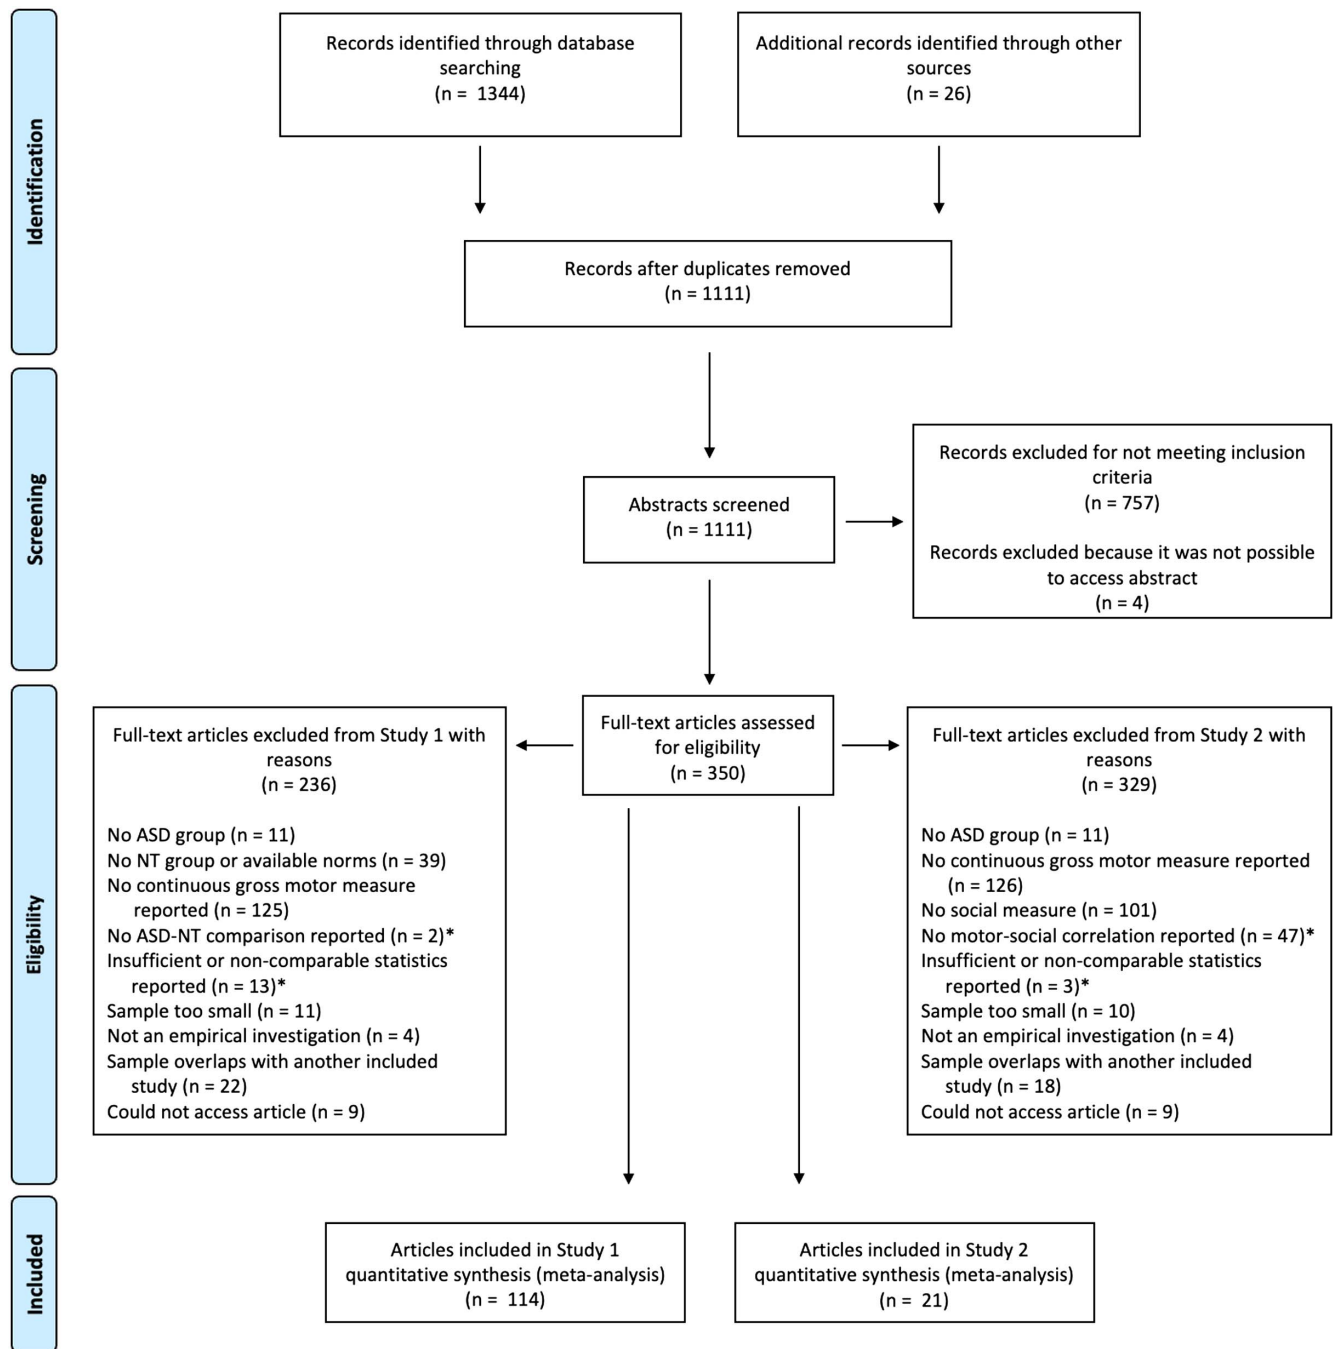 Identification
Records identified through database
searching
(n = 1344)
Additional records identified through other
sources
(n = 26)
Records after duplicates removed
(n = 1111)
Screening
Abstracts screened
(n =1111)
Records excluded for not meeting inclusion
criteria
(n = 757)
Records excluded because it was not possible
to access abstract
(n = 4)
Eligibility
Full-text articles excluded from Study 1 with
reasons
(n = 236)
No ASD group (n = 11)
No NT group or available norms (n = 39)
No continuous gross motor measure
reported (n = 125)
No ASD-NT comparison reported (n = 2)*
Insufficient or non-comparable statistics
reported (n = 13)*
Sample too small (n = 11)
Not an empirical investigation (n = 4)
Sample overlaps with another included
study (n = 22)
Could not access article (n = 9)
Full-text articles assessed
for eligibility
(n = 350)
Full-text articles excluded from Study 2 with
reasons
(n = 329)
No ASD group (n = 11)
No continuous gross motor measure reported
(n = 126)
No social measure (n = 101)
No motor-social correlation reported (n = 47)*
Insufficient or non-comparable statistics
reported (n = 3)*
Sample too small (n = 10)
Not an empirical investigation (n = 4)
Sample overlaps with another included
study (n = 18)
Could not access article (n = 9)
Included
Articles included in Study 1
quantitative synthesis (meta-analysis)
(n = 114)
Articles included in Study 2
quantitative synthesis (meta-analysis)
(n = 21)